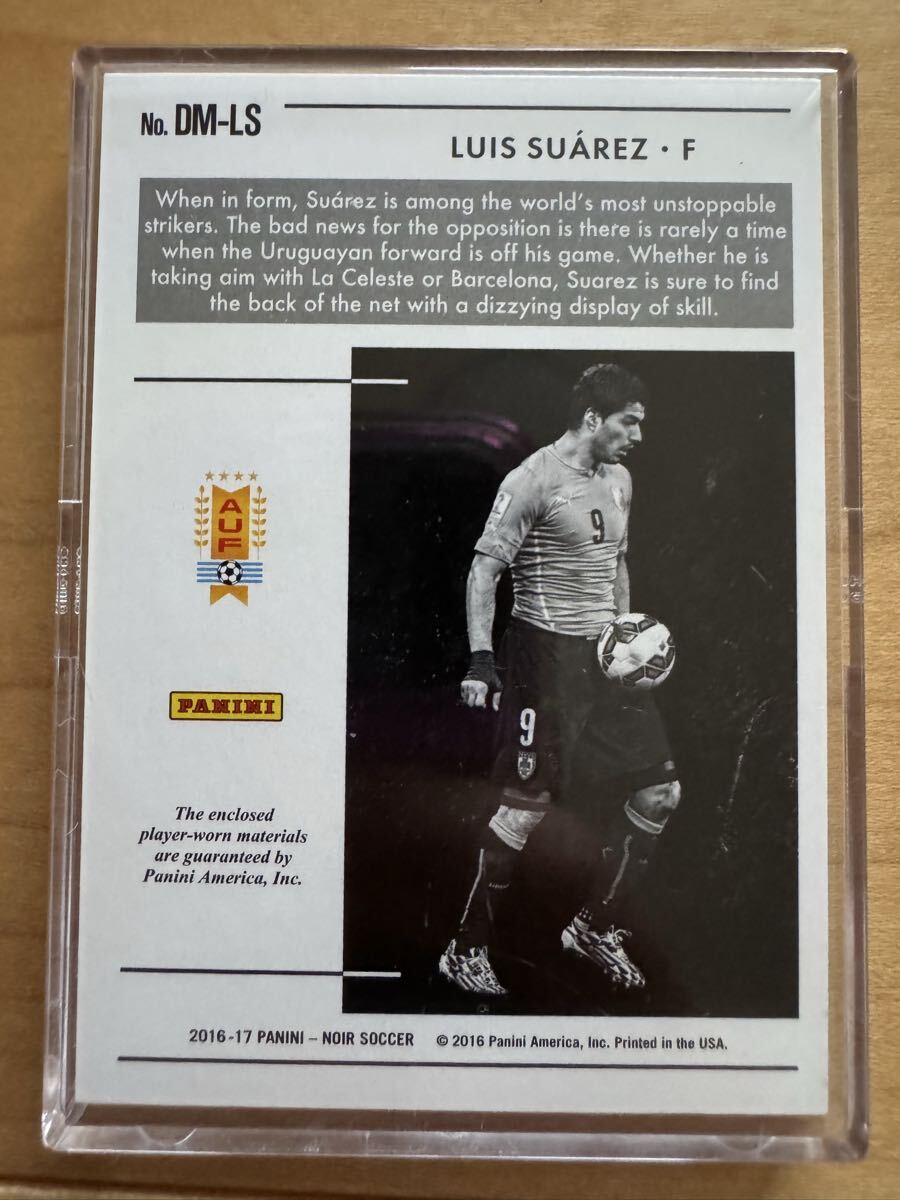 No. DM-LS
LUIS SUÁREZ • F
When in form, Suárez is among the world's most unstoppable
strikers. The bad news for the opposition is there is rarely a time
when the Uruguayan forward is off his game. Whether he is
taking aim with La Celeste or Barcelona, Suarez is sure to find
the back of the net with a dizzying display of skill.
AUF
9
9
PANINI
The enclosed
player-worn materials
are guaranteed by
Panini America, Inc.
2016-17 PANINI – NOIR SOCCER © 2016 Panini America, Inc. Printed in the USA.